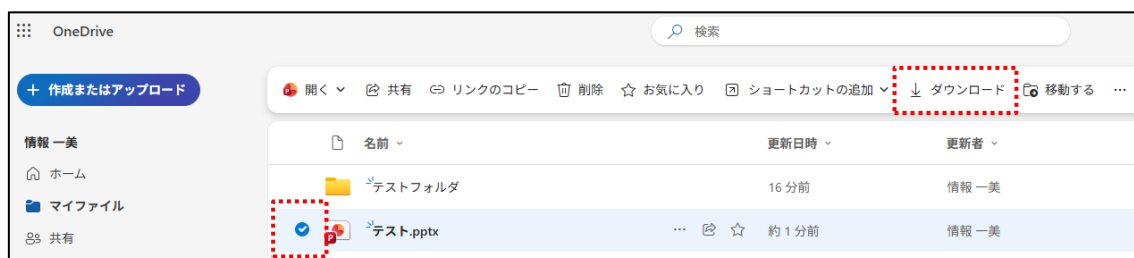 OneDrive
検索
+ 作成またはアップロード
開く 共有 リンクのコピー 削除 お気に入り ショートカットの追加 ダウンロード 移動する …
情報 一美
名前 更新日時 更新者
ホーム
テストフォルダ 16 分前 情報 一美
マイファイル
テスト.pptx … 約 1 分前 情報 一美
共有